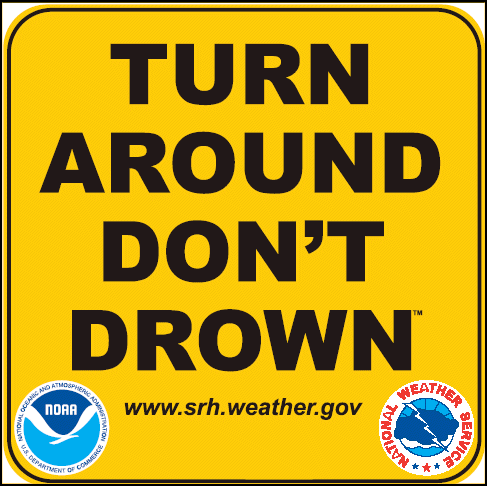 TURN
AROUND
DON'T
DROWN™
www.srh.weather.gov
NATIONAL OCEANIC AND ATMOSPHERIC ADMINISTRATION
NOAA
U.S. DEPARTMENT OF COMMERCE
NATIONAL WEATHER SERVICE